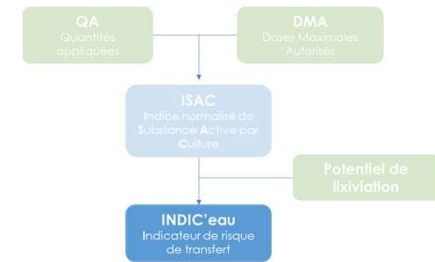 QA
Quantités
appliquées
DMA
Doses Maximales
Autorisés
ISAC
Indice normalisé de
Substance Active par
Culture
Potentiel de
lixiviation
INDIC'eau
Indicateur de risque
de transfert